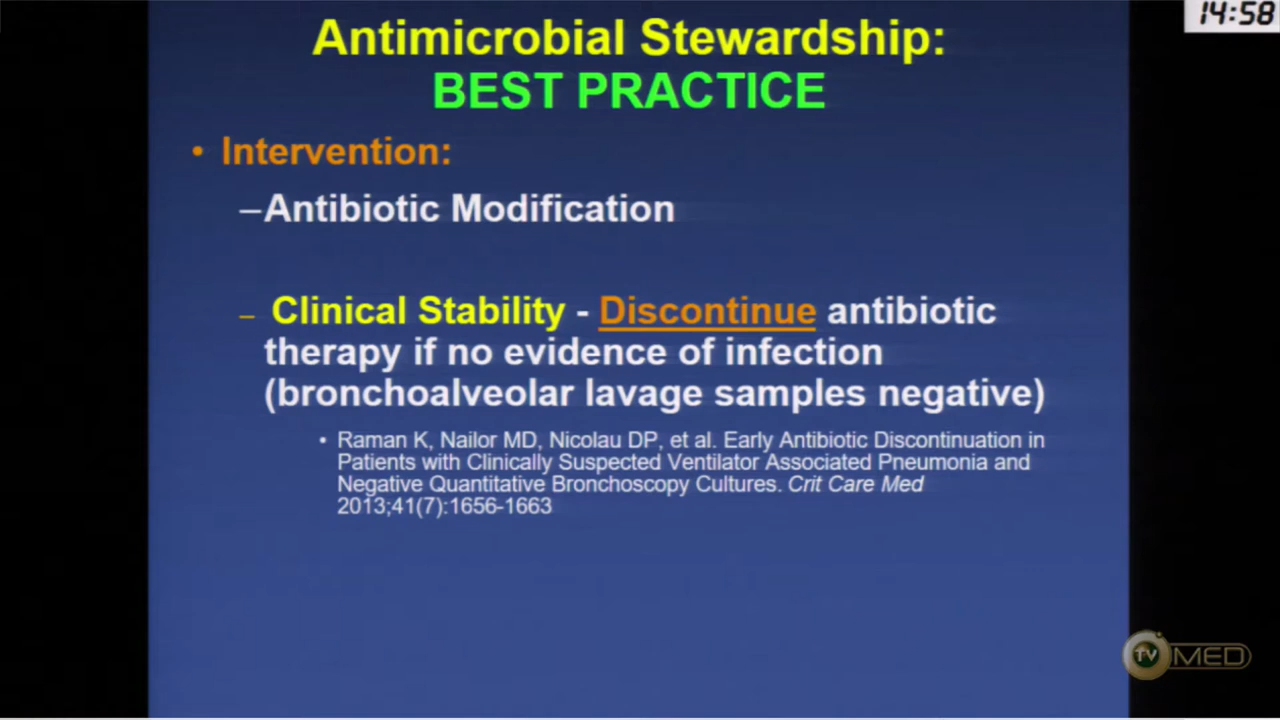 14:58
Antimicrobial Stewardship:
BEST PRACTICE
• Intervention:
–Antibiotic Modification
– Clinical Stability - Discontinue antibiotic
therapy if no evidence of infection
(bronchoalveolar lavage samples negative)
• Raman K, Nailor MD, Nicolau DP, et al. Early Antibiotic Discontinuation in
Patients with Clinically Suspected Ventilator Associated Pneumonia and
Negative Quantitative Bronchoscopy Cultures. Crit Care Med
2013;41(7):1656-1663
TV MED